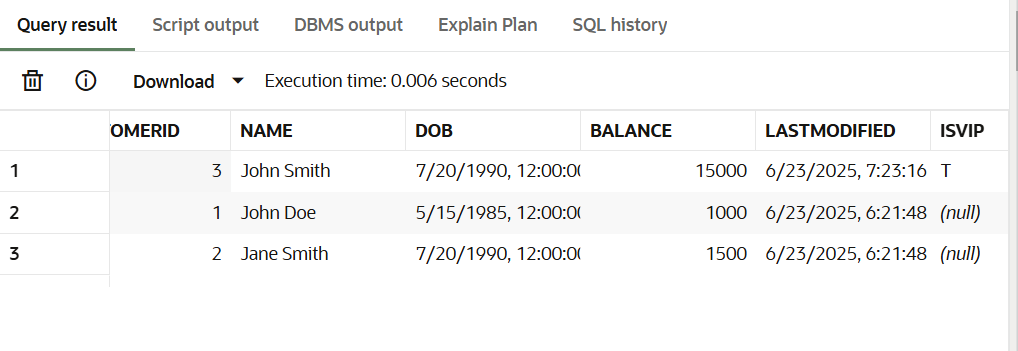 Query result Script output DBMS output Explain Plan SQL history
Download Execution time: 0.006 seconds
OMERID NAME DOB BALANCE LASTMODIFIED ISVIP
1 3 John Smith 7/20/1990, 12:00:00 15000 6/23/2025, 7:23:16 T
2 1 John Doe 5/15/1985, 12:00:00 1000 6/23/2025, 6:21:48 (null)
3 2 Jane Smith 7/20/1990, 12:00:00 1500 6/23/2025, 6:21:48 (null)